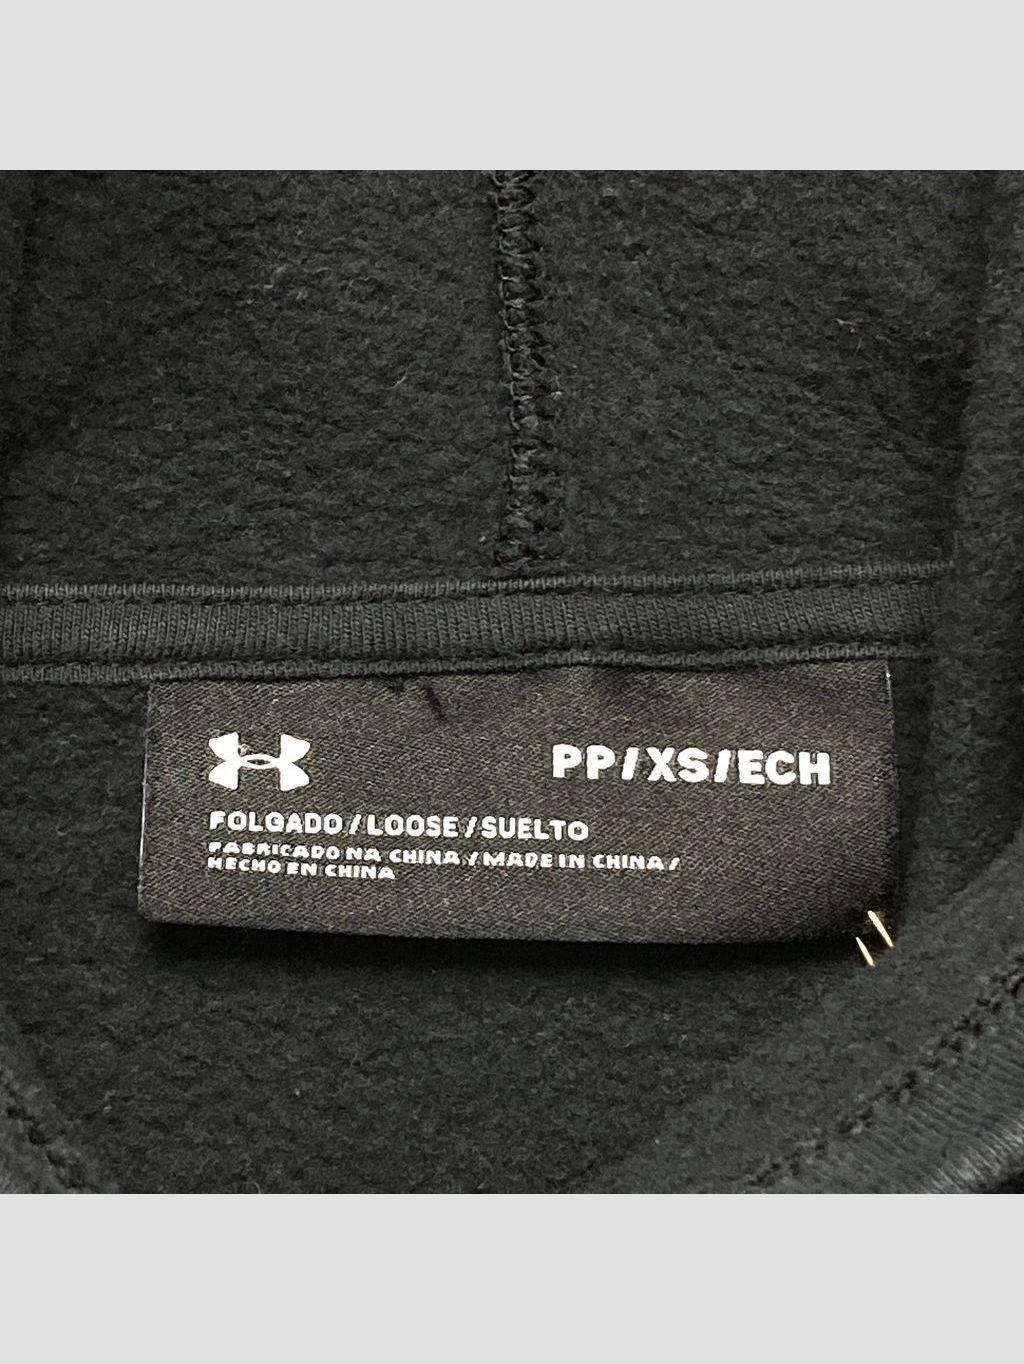 PP/XS/ECH
FOLGADO/LOOSE/SUELTO
FABRICADO NA CHINA/MADE IN CHINA/
HECHO EN CHINA